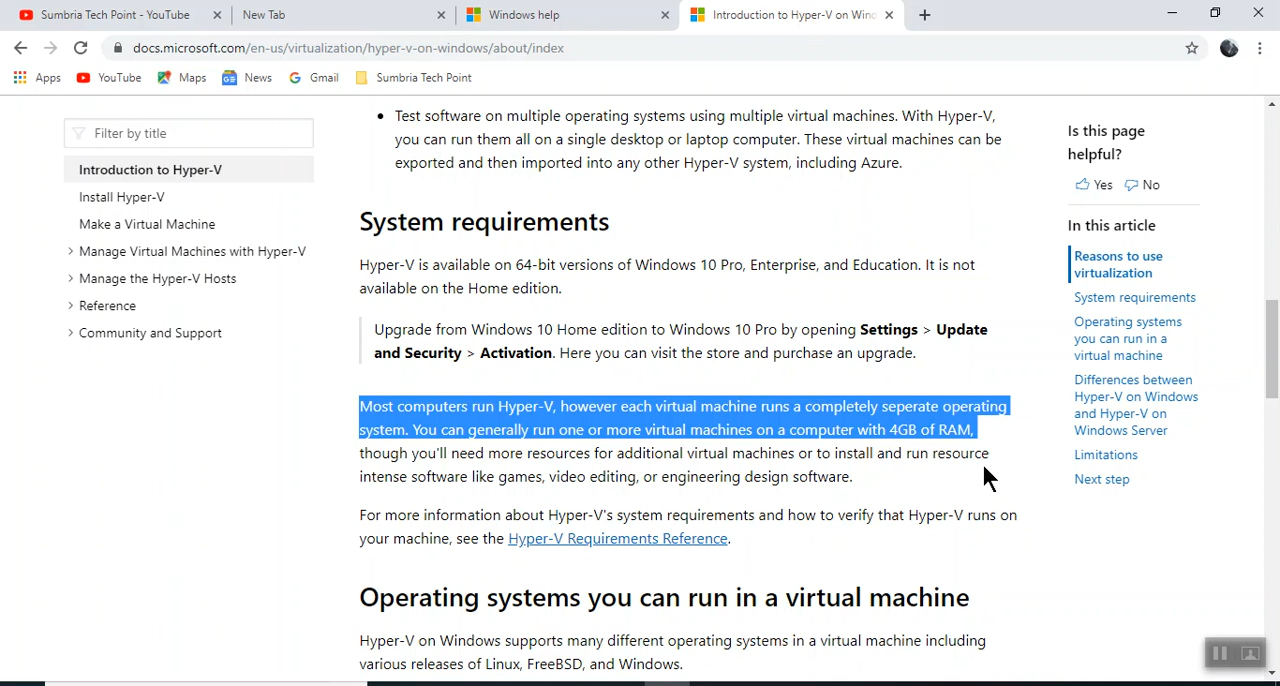 Sumbria Tech Point - YouTube
New Tab
Windows help
Introduction to Hyper-V on Wind
docs.microsoft.com/en-us/virtualization/hyper-v-on-windows/about/index
Apps
YouTube
Maps
News
Gmail
Sumbria Tech Point
Filter by title
Introduction to Hyper-V
Install Hyper-V
Make a Virtual Machine
Manage Virtual Machines with Hyper-V
Manage the Hyper-V Hosts
Reference
Community and Support
• Test software on multiple operating systems using multiple virtual machines. With Hyper-V,
you can run them all on a single desktop or laptop computer. These virtual machines can be
exported and then imported into any other Hyper-V system, including Azure.
System requirements
Hyper-V is available on 64-bit versions of Windows 10 Pro, Enterprise, and Education. It is not
available on the Home edition.
Upgrade from Windows 10 Home edition to Windows 10 Pro by opening Settings > Update
and Security > Activation. Here you can visit the store and purchase an upgrade.
Most computers run Hyper-V, however each virtual machine runs a completely seperate operating
system. You can generally run one or more virtual machines on a computer with 4GB of RAM,
though you'll need more resources for additional virtual machines or to install and run resource
intense software like games, video editing, or engineering design software.
For more information about Hyper-V's system requirements and how to verify that Hyper-V runs on
your machine, see the Hyper-V Requirements Reference.
Operating systems you can run in a virtual machine
Hyper-V on Windows supports many different operating systems in a virtual machine including
various releases of Linux, FreeBSD, and Windows.
Is this page
helpful?
Yes
No
In this article
Reasons to use
virtualization
System requirements
Operating systems
you can run in a
virtual machine
Differences between
Hyper-V on Windows
and Hyper-V on
Windows Server
Limitations
Next step